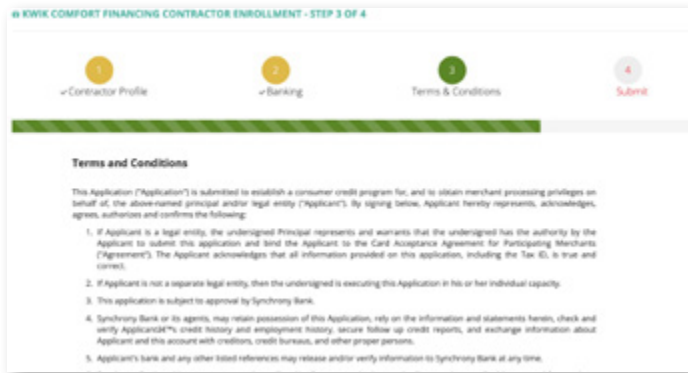 KWIK COMFORT FINANCING CONTRACTOR ENROLLMENT - STEP 3 OF 4
1
2
3
4
✓Contractor Profile
✓Banking
Terms & Conditions
Submit
Terms and Conditions
This Application ("Application") is submitted to establish a consumer credit program for, and to obtain merchant processing privileges on
behalf of, the above-named principal and/or legal entity ("Applicant"). By signing below, Applicant hereby represents, acknowledges,
agrees, authorizes and confirms the following:
1. If Applicant is a legal entity, the undersigned Principal represents and warrants that the undersigned has the authority by the
Applicant to submit this application and bind the Applicant to the Card Acceptance Agreement for Participating Merchants
("Agreement"). The Applicant acknowledges that all information provided on this application, including the Tax ID, is true and
correct.
2. If Applicant is not a separate legal entity, then the undersigned is executing this Application in his or her individual capacity.
3. This application is subject to approval by Synchrony Bank.
4. Synchrony Bank or its agents, may retain possession of this Application, rely on the information and statements herein, check and
verify Applicantâ€™s credit history and employment history, secure follow up credit reports, and exchange information about
Applicant and this account with creditors, credit bureaus, and other proper persons.
5. Applicant's bank and any other listed references may release and/or verify information to Synchrony Bank at any time.